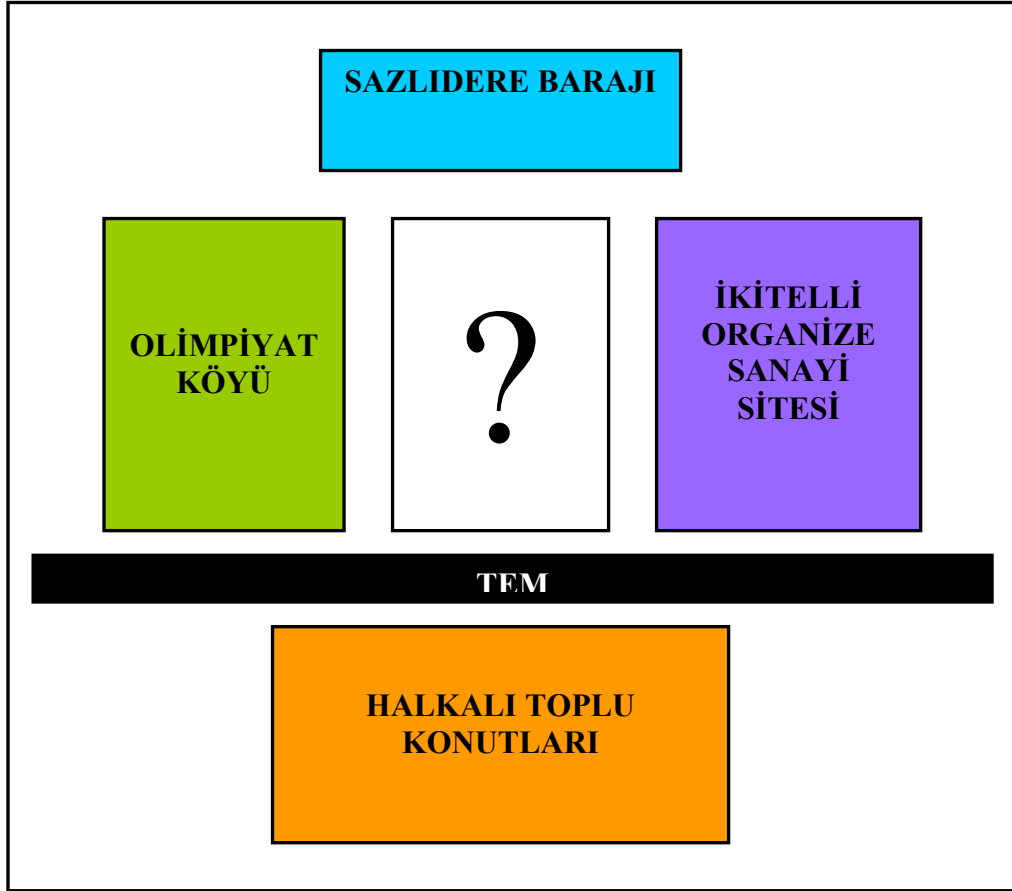 SAZLIDERE BARAJI
OLİMPİYAT
KÖYÜ
?
İKİTELLİ
ORGANİZE
SANAYİ
SİTESİ
TEM
HALKALI TOPLU
KONUTLARI